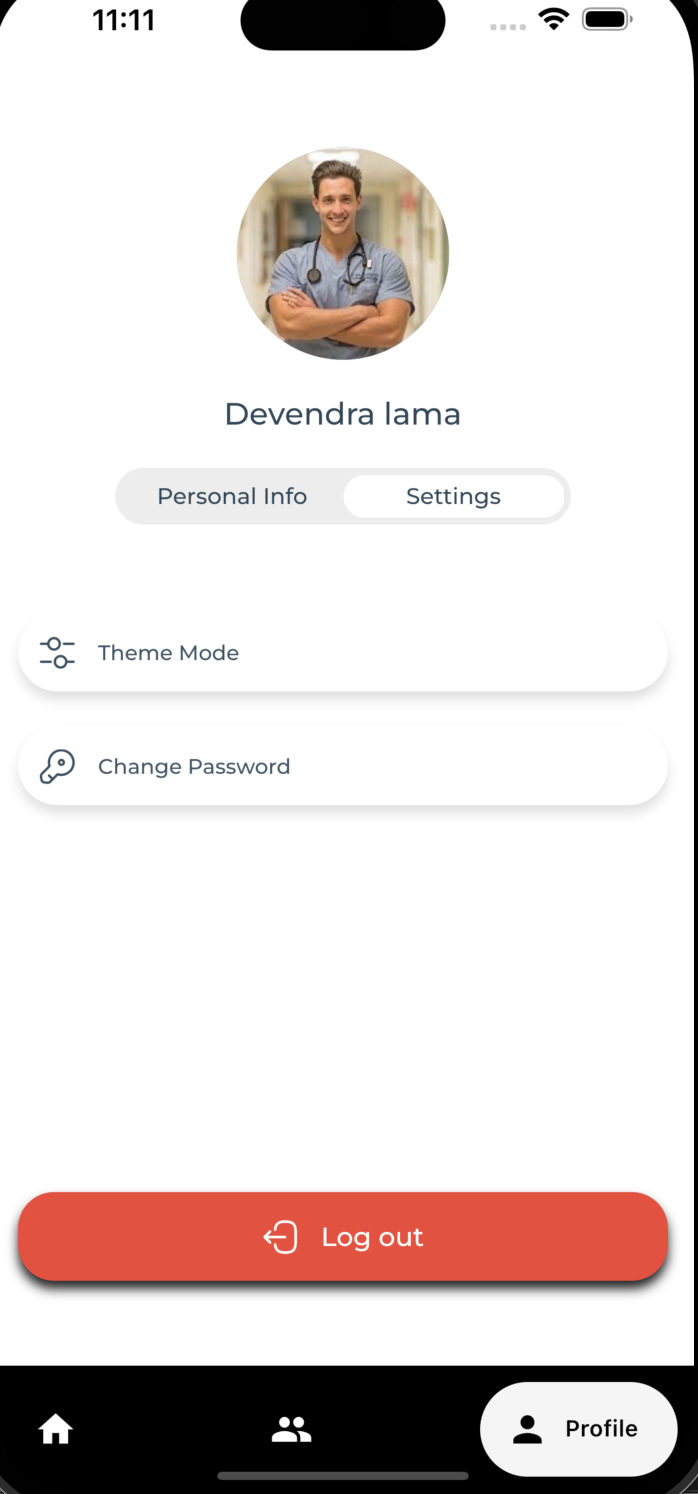 11:11
Devendra lama
Personal Info Settings
Theme Mode
Change Password
Log out
Profile